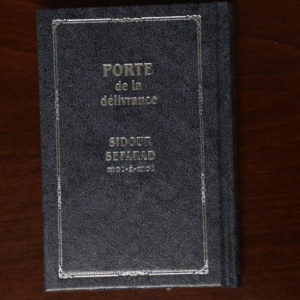 PORTE
de la
délivrance
SIDOUR
SEFARAD
mot-à-mot